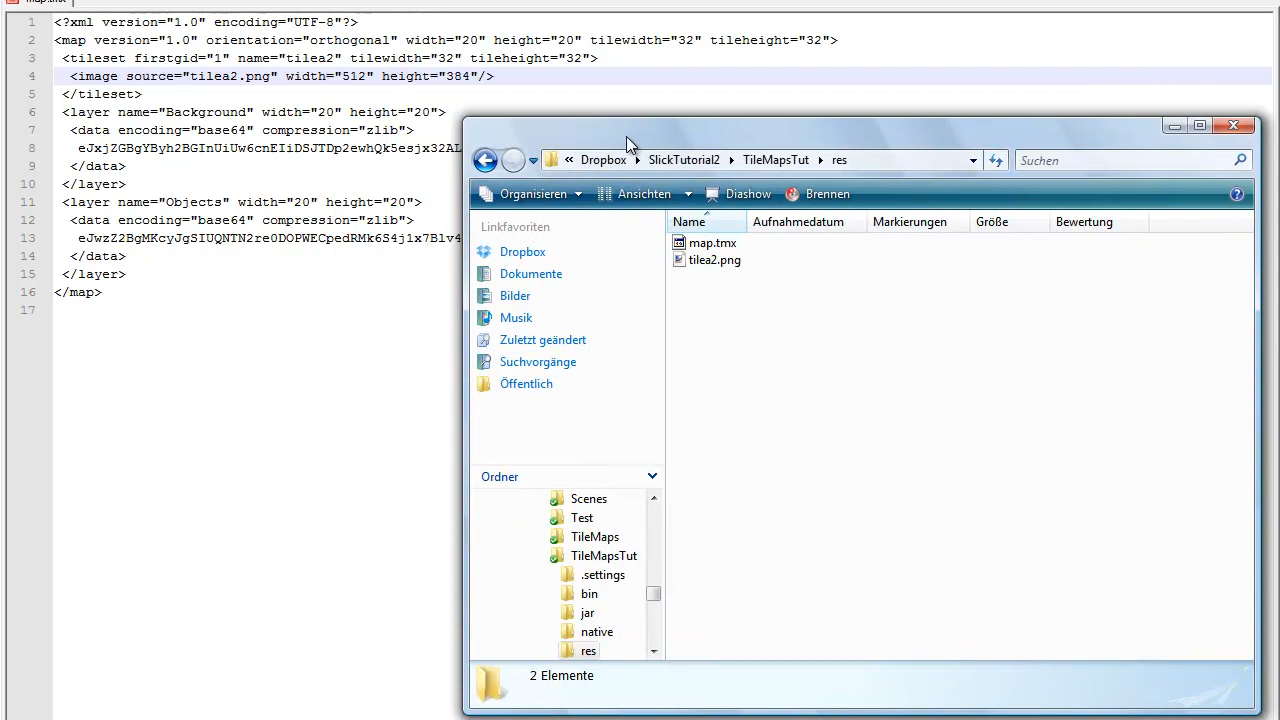 map.tmx
1 <?xml version="1.0" encoding="UTF-8"?>
2 <map version="1.0" orientation="orthogonal" width="20" height="20" tilewidth="32" tileheight="32">
3 <tileset firstgid="1" name="tilea2" tilewidth="32" tileheight="32">
4 <image source="tilea2.png" width="512" height="384"/>
5 </tileset>
6 <layer name="Background" width="20" height="20">
7 <data encoding="base64" compression="zlib">
8
9 </data>
10 </layer>
11 <layer name="Objects" width="20" height="20">
12 <data encoding="base64" compression="zlib">
13
14 </data>
15 </layer>
16 </map>
17
« Dropbox SlickTutorial2 TileMapsTut res
Suchen
Organisieren Ansichten Diashow Brennen
Linkfavoriten
Dropbox
Dokumente
Bilder
Musik
Zuletzt geändert
Suchvorgänge
Öffentlich
Ordner
Scenes
Test
TileMaps
TileMapsTut
.settings
bin
jar
native
res
Name Aufnahmedatum Markierungen Größe Bewertung
map.tmx
tilea2.png
2 Elemente